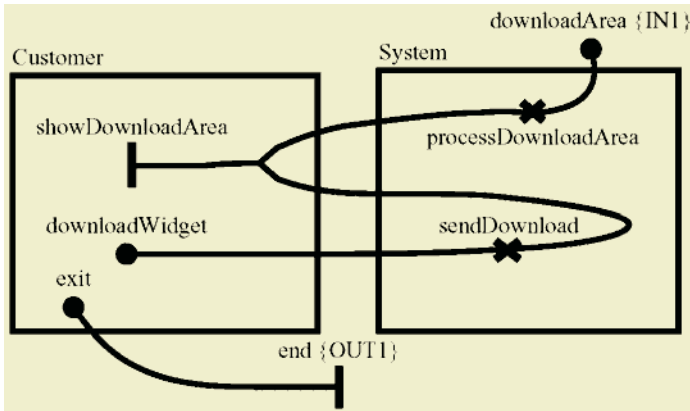 downloadArea {IN1}
Customer
System
showDownloadArea
processDownloadArea
downloadWidget
sendDownload
exit
end {OUT1}